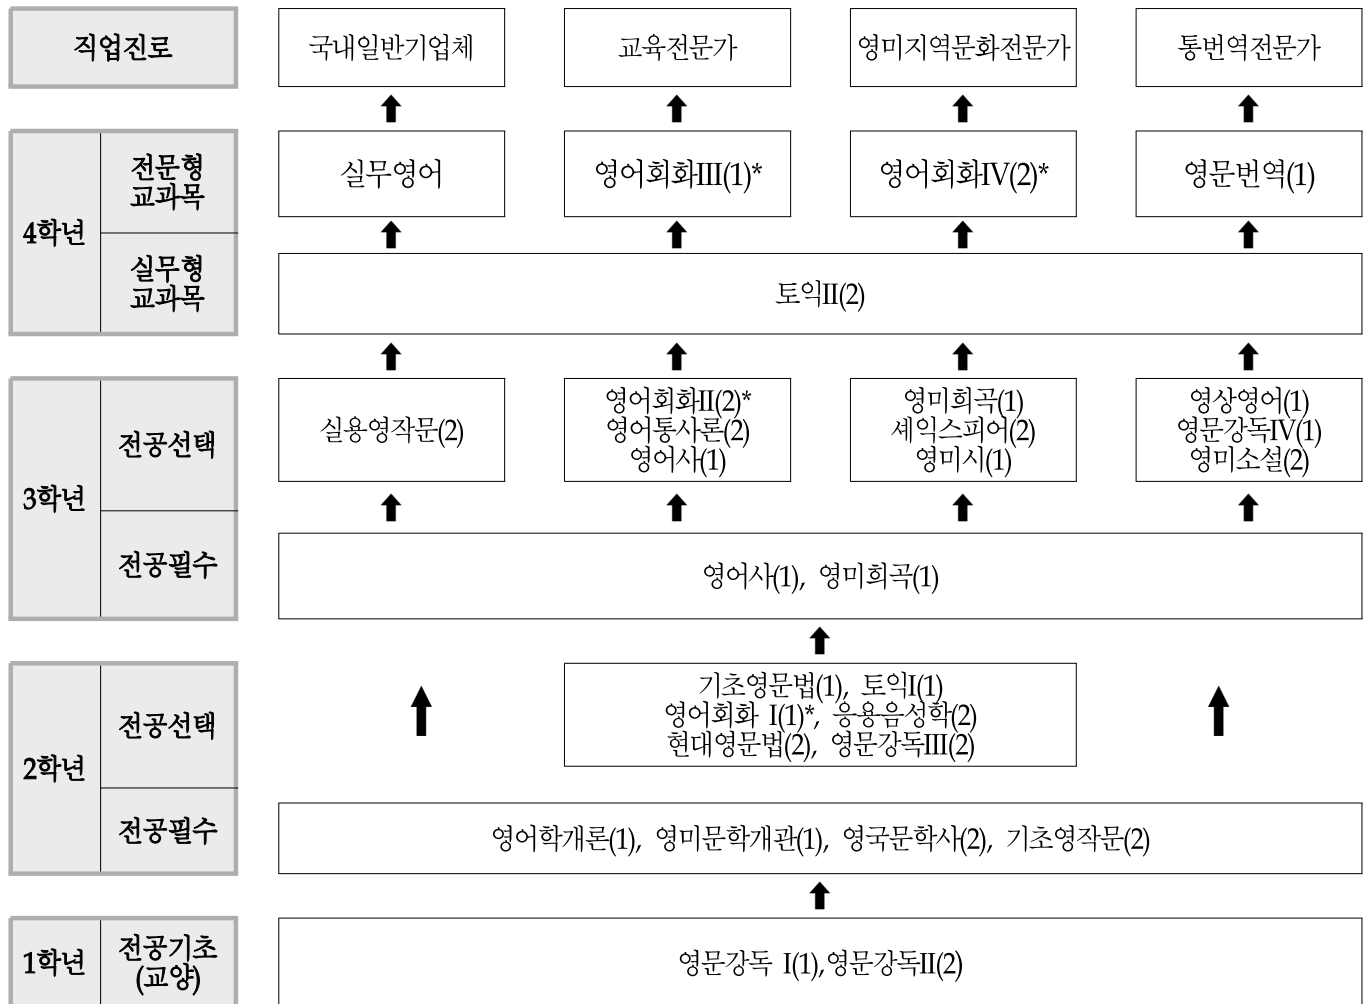 직업진로
국내일반기업체
교육전문가
영미지역문화전문가
통번역전문가
4학년
전문형
교과목
실무영어
영어회화III(1)*
영어회화IV(2)*
영문번역(1)
실무형
교과목
토익II(2)
3학년
전공선택
실용영작문(2)
영어회화II(2)*
영어통사론(2)
영어사(1)
영미희곡(1)
셰익스피어(2)
영미시(1)
영상영어(1)
영문강독IV(1)
영미소설(2)
전공필수
영어사(1), 영미희곡(1)
2학년
전공선택
기초영문법(1), 토익I(1)
영어회화 I(1)*, 응용음성학(2)
현대영문법(2), 영문강독III(2)
전공필수
영어학개론(1), 영미문학개관(1), 영국문학사(2), 기초영작문(2)
1학년
전공기초
(교양)
영문강독 I(1),영문강독II(2)